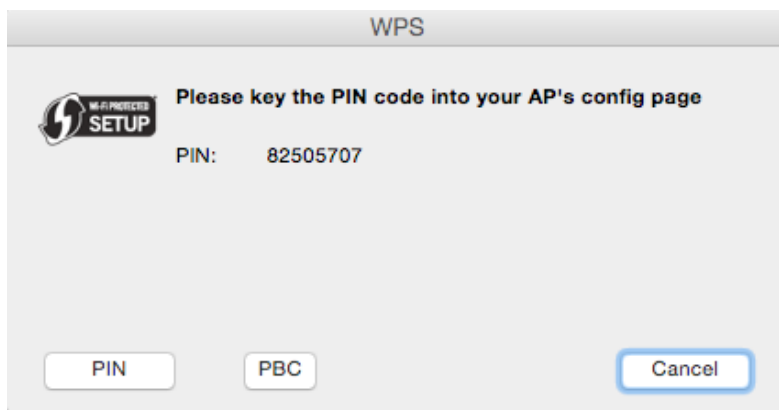 WPS
WI-FI PROTECTED
SETUP
Please key the PIN code into your AP's config page
PIN: 82505707
PIN PBC Cancel